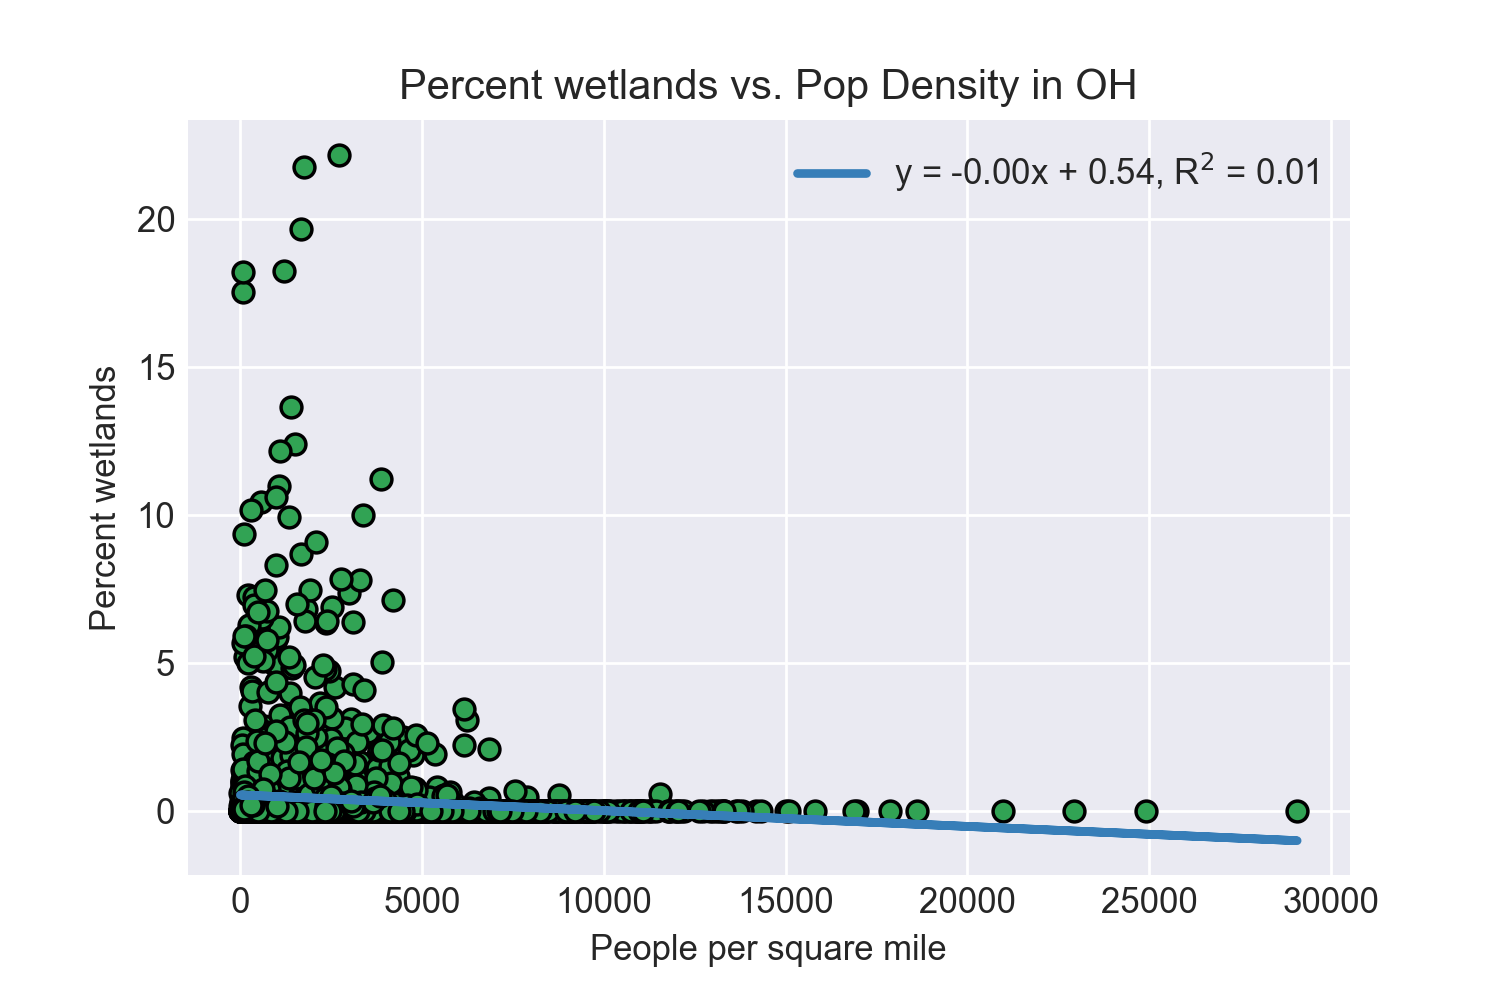 Percent wetlands vs. Pop Density in OH
y = -0.00x + 0.54, R² = 0.01
20
15
10
5
0
Percent wetlands
0 5000 10000 15000 20000 25000 30000
People per square mile